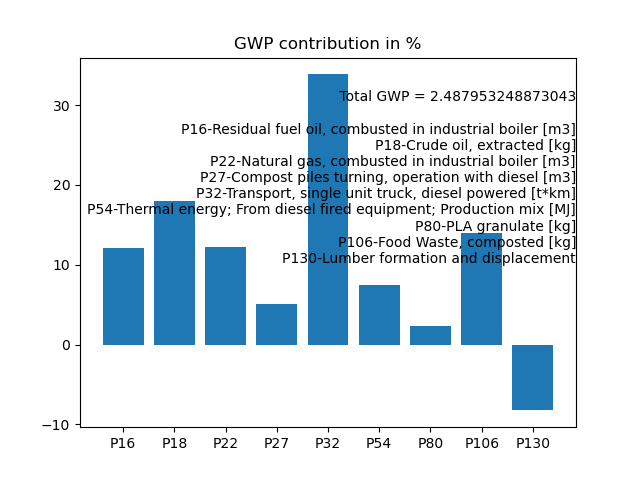 GWP contribution in %
Total GWP = 2.487953248873043
P16-Residual fuel oil, combusted in industrial boiler [m3]
P18-Crude oil, extracted [kg]
P22-Natural gas, combusted in industrial boiler [m3]
P27-Compost piles turning, operation with diesel [m3]
P32-Transport, single unit truck, diesel powered [t*km]
P54-Thermal energy; From diesel fired equipment; Production mix [MJ]
P80-PLA granulate [kg]
P106-Food Waste, composted [kg]
P130-Lumber formation and displacement
30
20
10
0
−10
P16 P18 P22 P27 P32 P54 P80 P106 P130